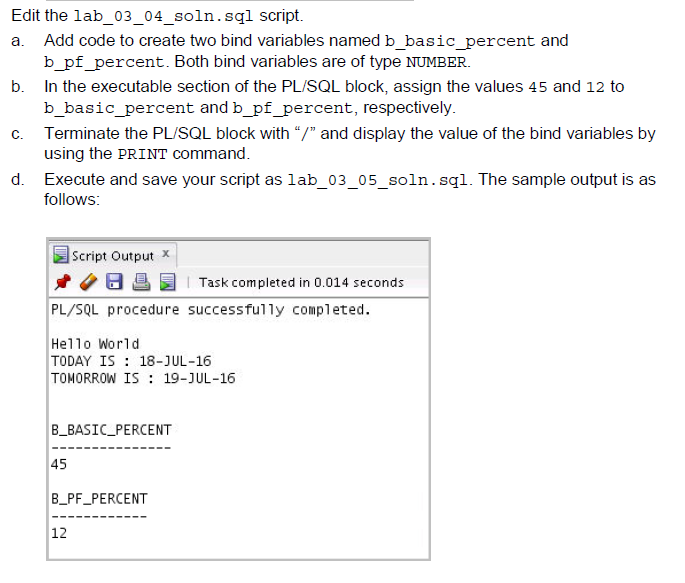 Edit the lab_03_04_soln.sql script.
a. Add code to create two bind variables named b_basic_percent and
b_pf_percent. Both bind variables are of type NUMBER.
b. In the executable section of the PL/SQL block, assign the values 45 and 12 to
b_basic_percent and b_pf_percent, respectively.
c. Terminate the PL/SQL block with “/” and display the value of the bind variables by
using the PRINT command.
d. Execute and save your script as lab_03_05_soln.sql. The sample output is as
follows:
Script Output x
Task completed in 0.014 seconds
PL/SQL procedure successfully completed.
Hello World
TODAY IS : 18-JUL-16
TOMORROW IS : 19-JUL-16
B_BASIC_PERCENT
---------------
45
B_PF_PERCENT
------------
12